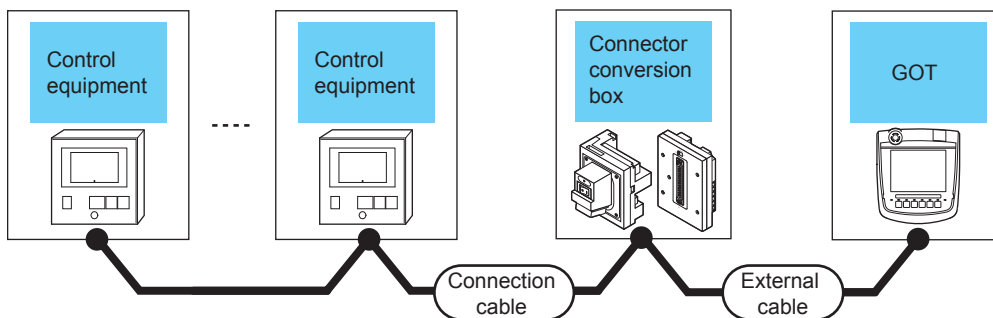 Control
equipment
Control
equipment
Connector
conversion
box
GOT
Connection
cable
External
cable